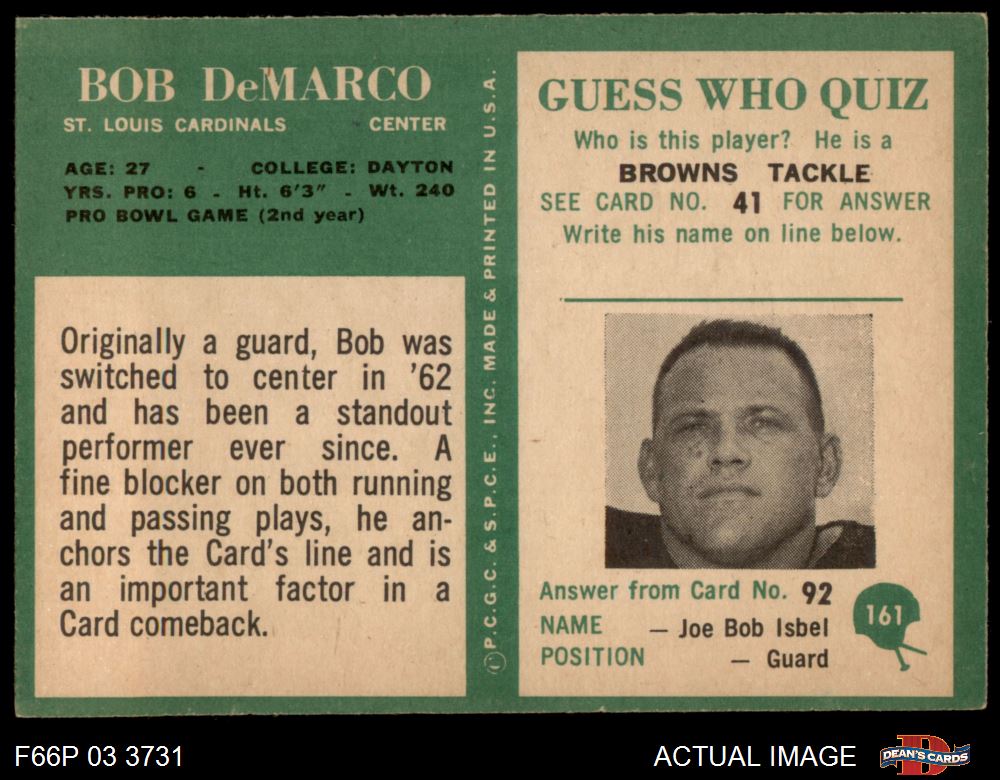 BOB DeMARCO
ST. LOUIS CARDINALS CENTER
AGE: 27 - COLLEGE: DAYTON
YRS. PRO: 6 - Ht. 6'3" - Wt. 240
PRO BOWL GAME (2nd year)
Originally a guard, Bob was
switched to center in '62
and has been a standout
performer ever since. A
fine blocker on both running
and passing plays, he an-
chors the Card's line and is
an important factor in a
Card comeback.
©P.C.G.C. & S.P.C.E., INC. MADE & PRINTED IN U.S.A.
GUESS WHO QUIZ
Who is this player? He is a
BROWNS TACKLE
SEE CARD NO. 41 FOR ANSWER
Write his name on line below.
Answer from Card No. 92
NAME — Joe Bob Isbel
POSITION — Guard
161
F66P 03 3731
ACTUAL IMAGE
D
DEAN'S CARDS